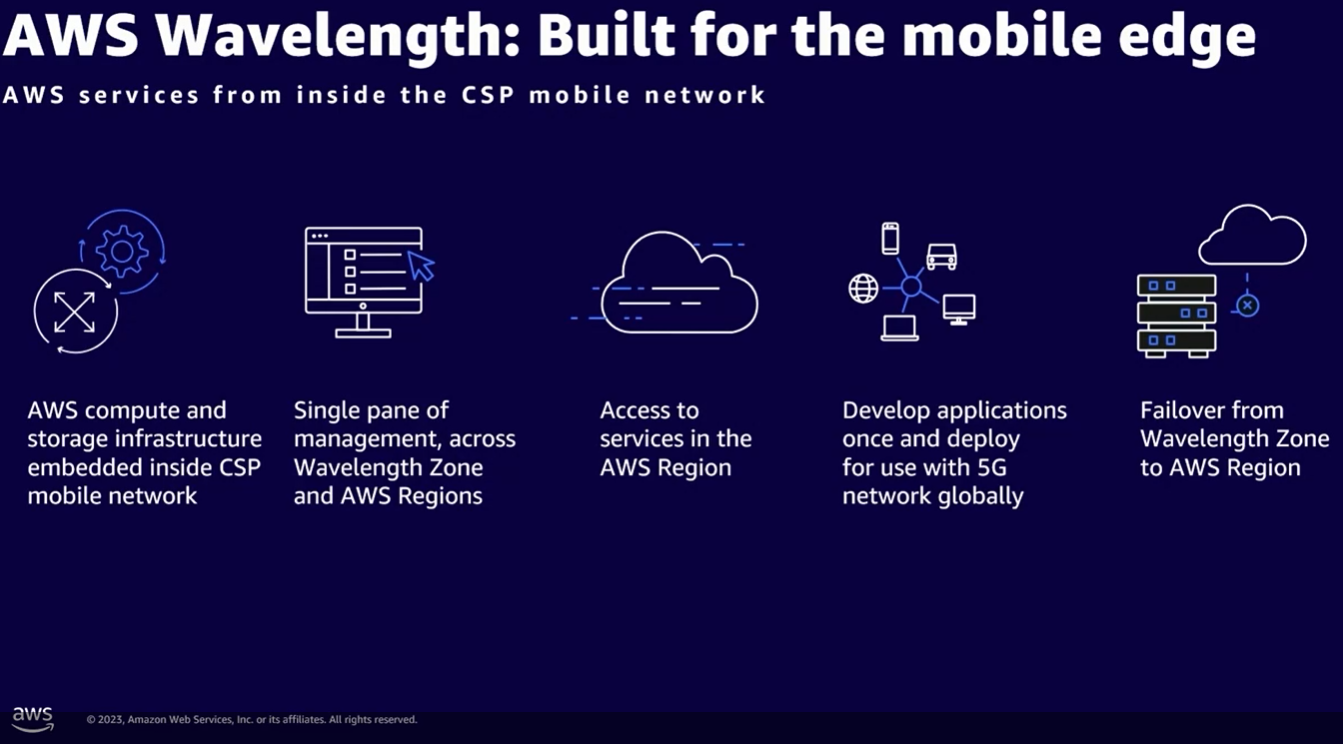 AWS Wavelength: Built for the mobile edge
AWS services from inside the CSP mobile network
AWS compute and
storage infrastructure
embedded inside CSP
mobile network
Single pane of
management, across
Wavelength Zone
and AWS Regions
Access to
services in the
AWS Region
Develop applications
once and deploy
for use with 5G
network globally
Failover from
Wavelength Zone
to AWS Region
aws
© 2023, Amazon Web Services, Inc. or its affiliates. All rights reserved.